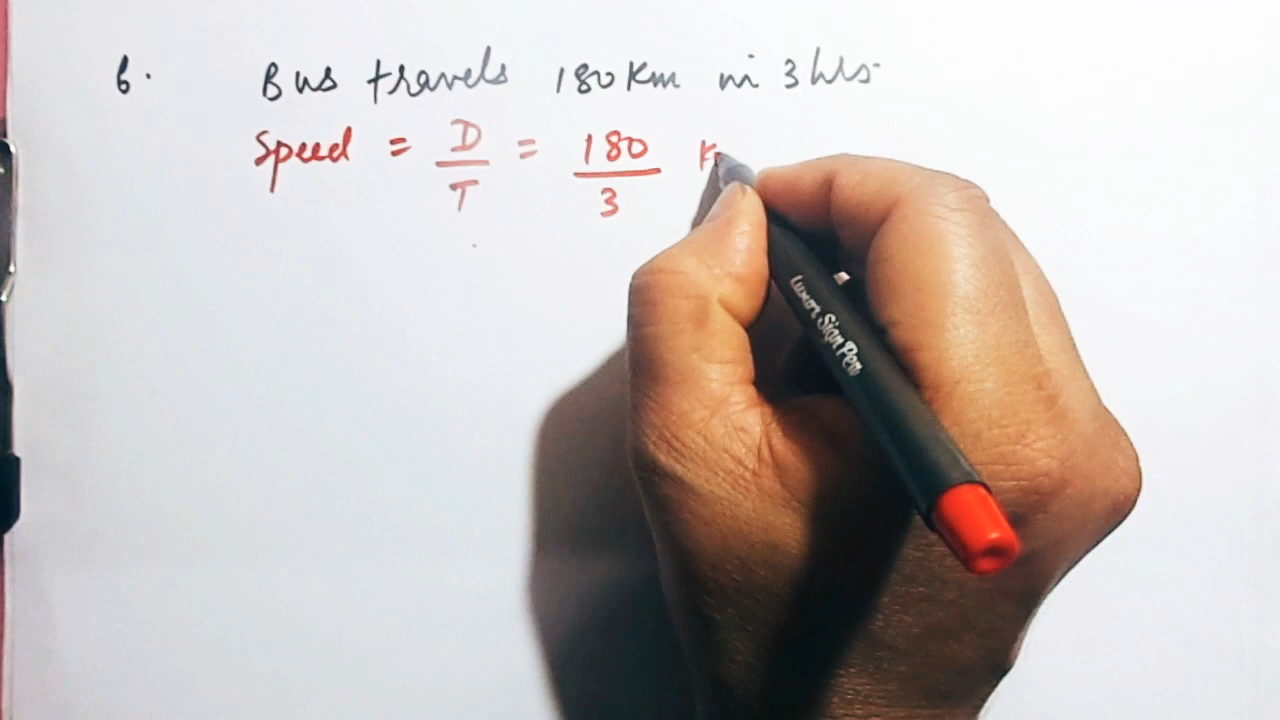 6. Bus travels 180 Km in 3 hrs.
Speed = D/T = 180/3 K
Luxor Sign Pen